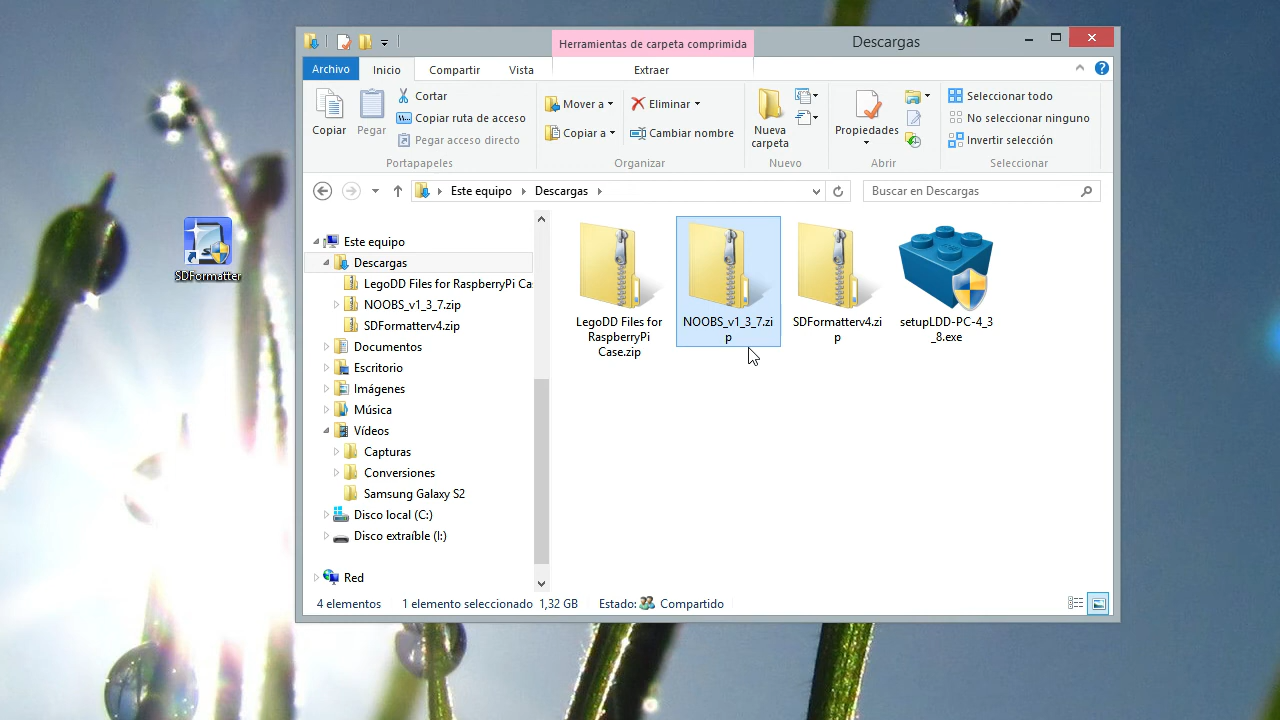 Herramientas de carpeta comprimida
Descargas
Archivo
Inicio
Compartir
Vista
Extraer
Copiar
Pegar
Cortar
Copiar ruta de acceso
Pegar acceso directo
Portapapeles
Mover a
Copiar a
Eliminar
Cambiar nombre
Organizar
Nueva
carpeta
Nuevo
Propiedades
Abrir
Seleccionar todo
No seleccionar ninguno
Invertir selección
Seleccionar
Este equipo
Descargas
Buscar en Descargas
SDFormatter
Este equipo
Descargas
LegoDD Files for RaspberryPi Ca
NOOBS_v1_3_7.zip
SDFormatterv4.zip
Documentos
Escritorio
Imágenes
Música
Vídeos
Capturas
Conversiones
Samsung Galaxy S2
Disco local (C:)
Disco extraíble (I:)
Red
LegoDD Files for
RaspberryPi
Case.zip
NOOBS_v1_3_7.zi
p
SDFormatterv4.zi
p
setupLDD-PC-4_3
_8.exe
4 elementos
1 elemento seleccionado 1,32 GB
Estado: Compartido